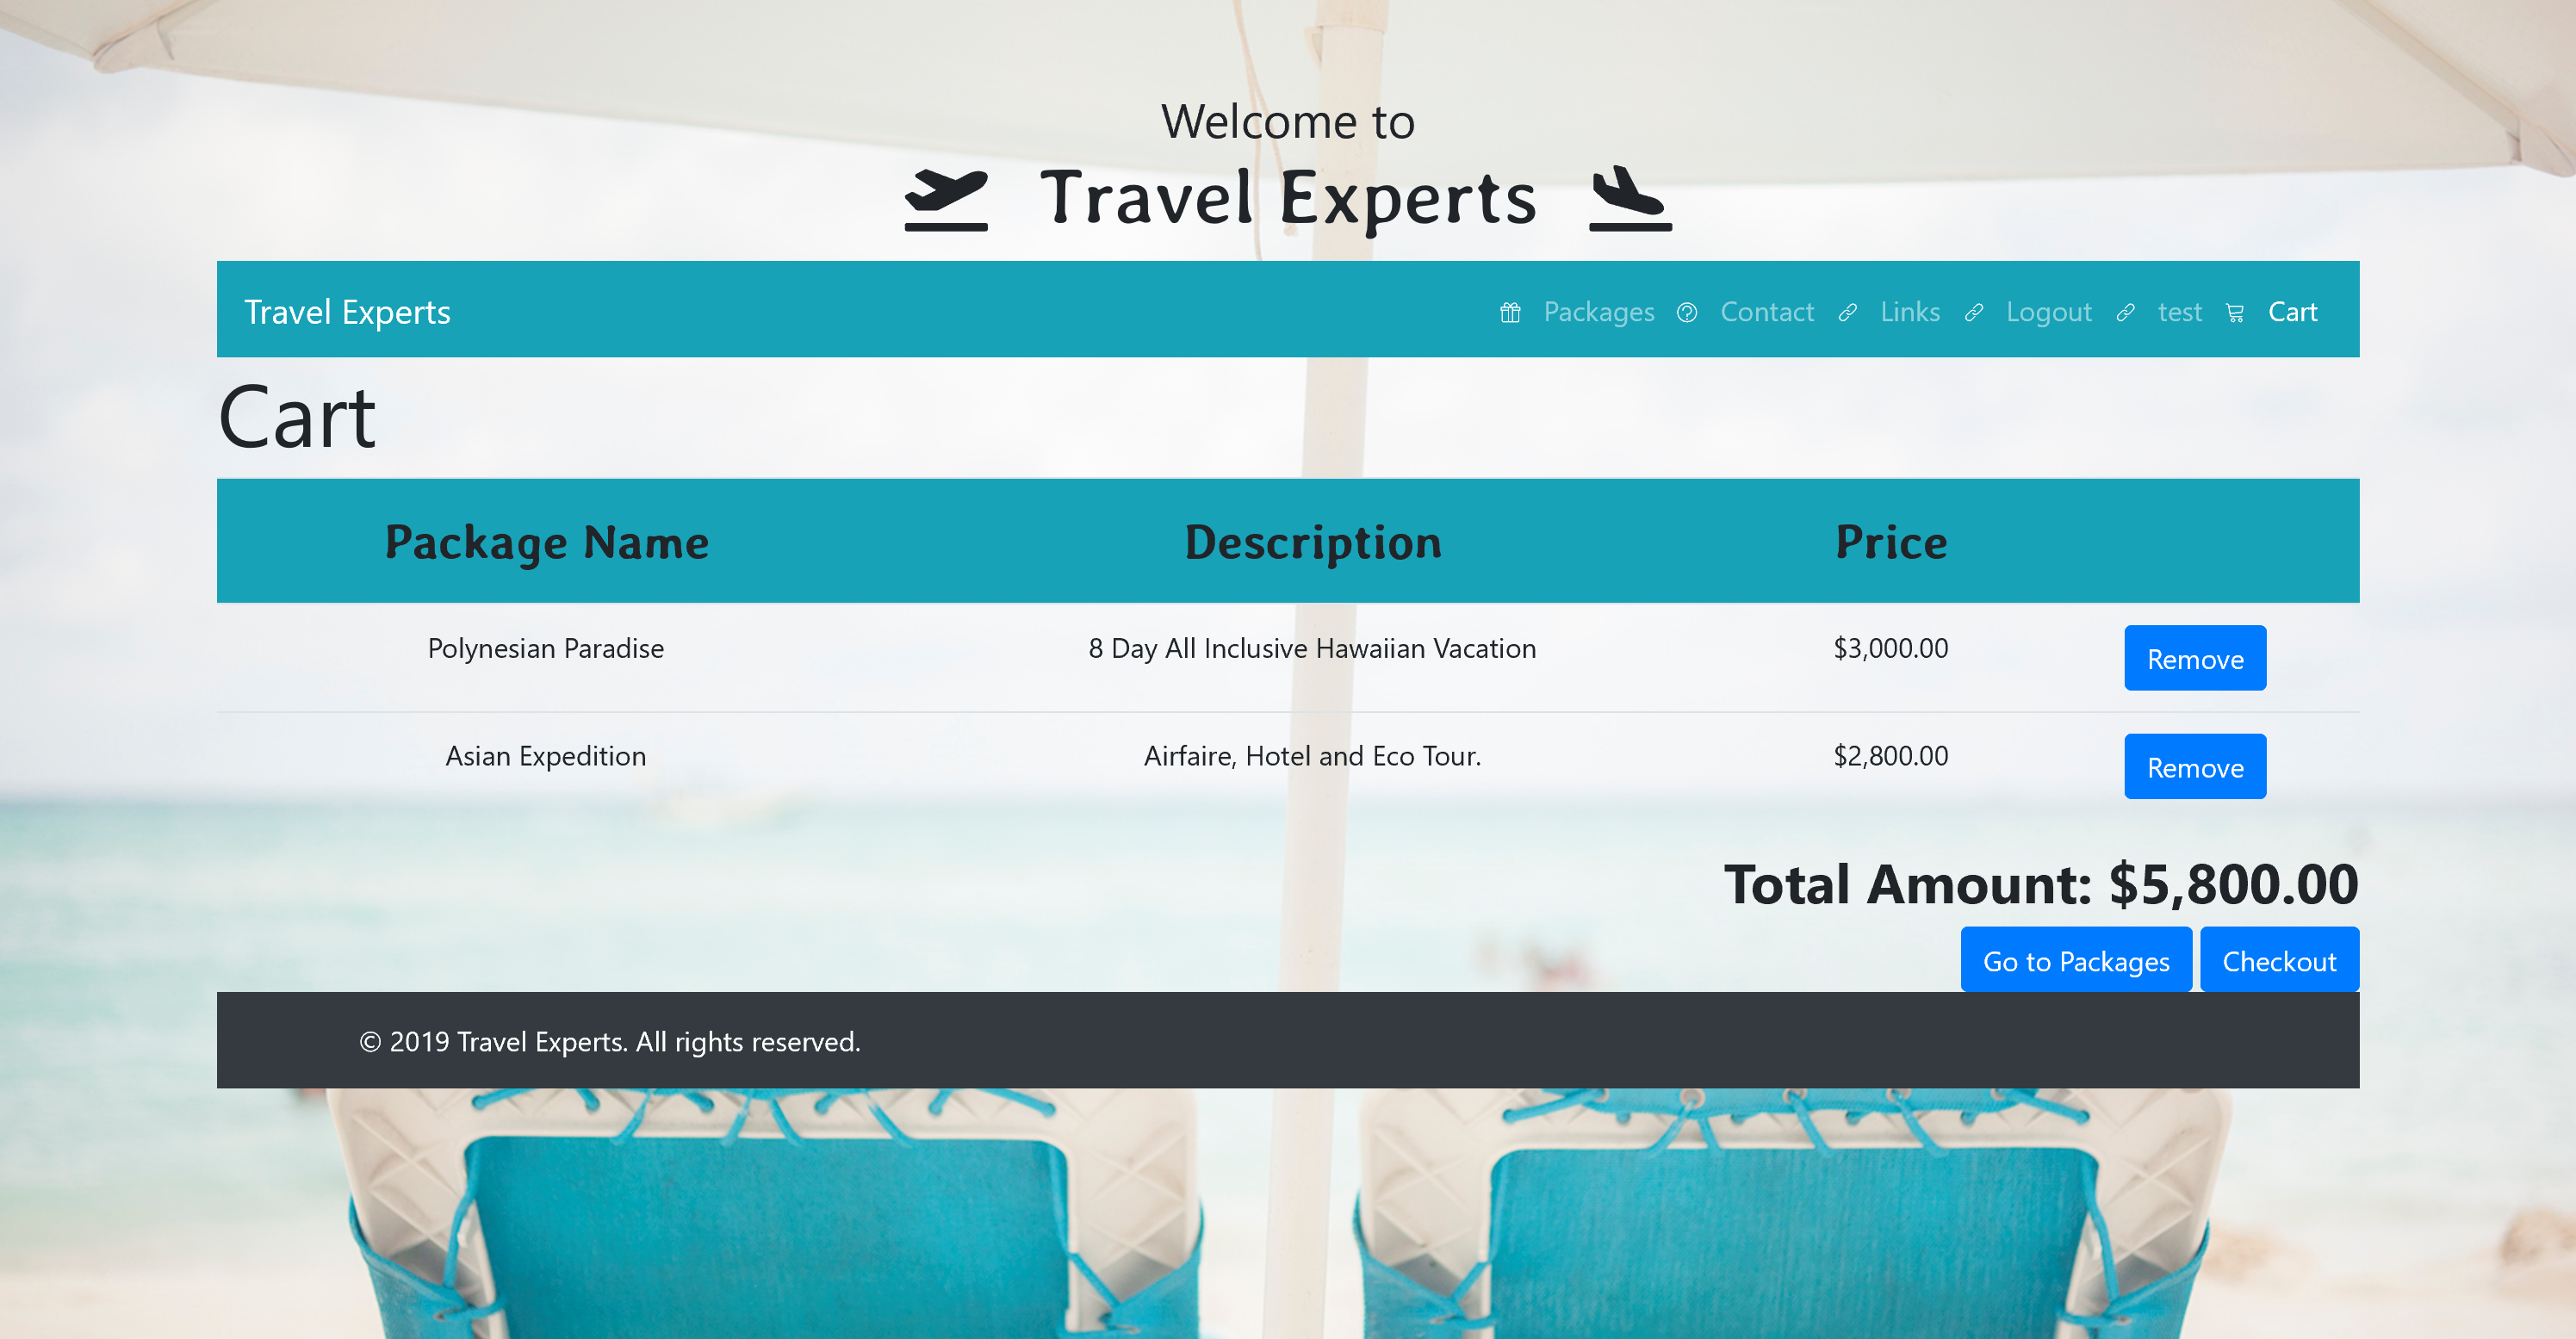 Welcome to
Travel Experts
Travel Experts Packages Contact Links Logout test Cart
Cart
Package Name Description Price
Polynesian Paradise 8 Day All Inclusive Hawaiian Vacation $3,000.00 Remove
Asian Expedition Airfaire, Hotel and Eco Tour. $2,800.00 Remove
Total Amount: $5,800.00
Go to Packages Checkout
© 2019 Travel Experts. All rights reserved.